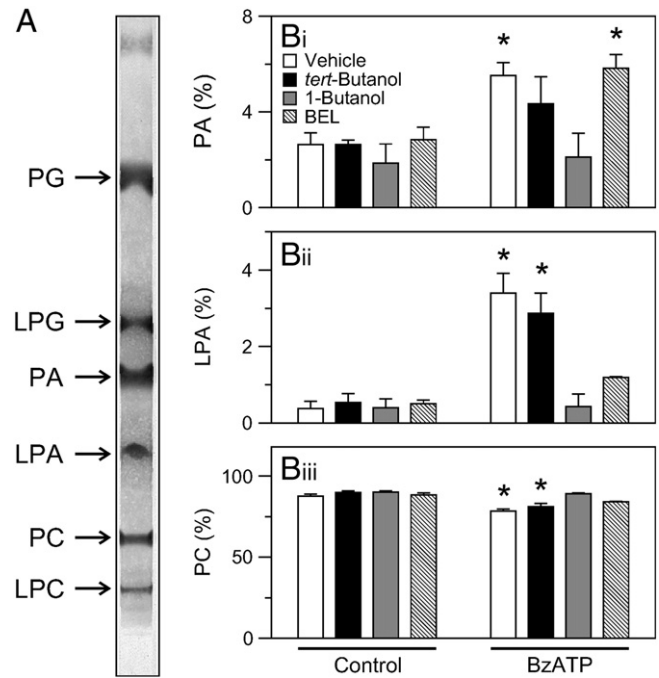 A
PG
LPG
PA
LPA
PC
LPC
Bi
Vehicle
tert-Butanol
1-Butanol
BEL
PA (%)
8
4
0
* *
Bii
LPA (%)
4
2
0
* *
Biii
PC (%)
100
50
0
* *
Control BzATP